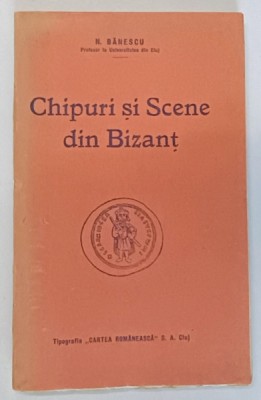 N. BĂNESCU
Profesor la Universitatea din Cluj
Chipuri și Scene
din Bizanț
Tipografia „CARTEA ROMÂNEASCĂ” S. A. Cluj